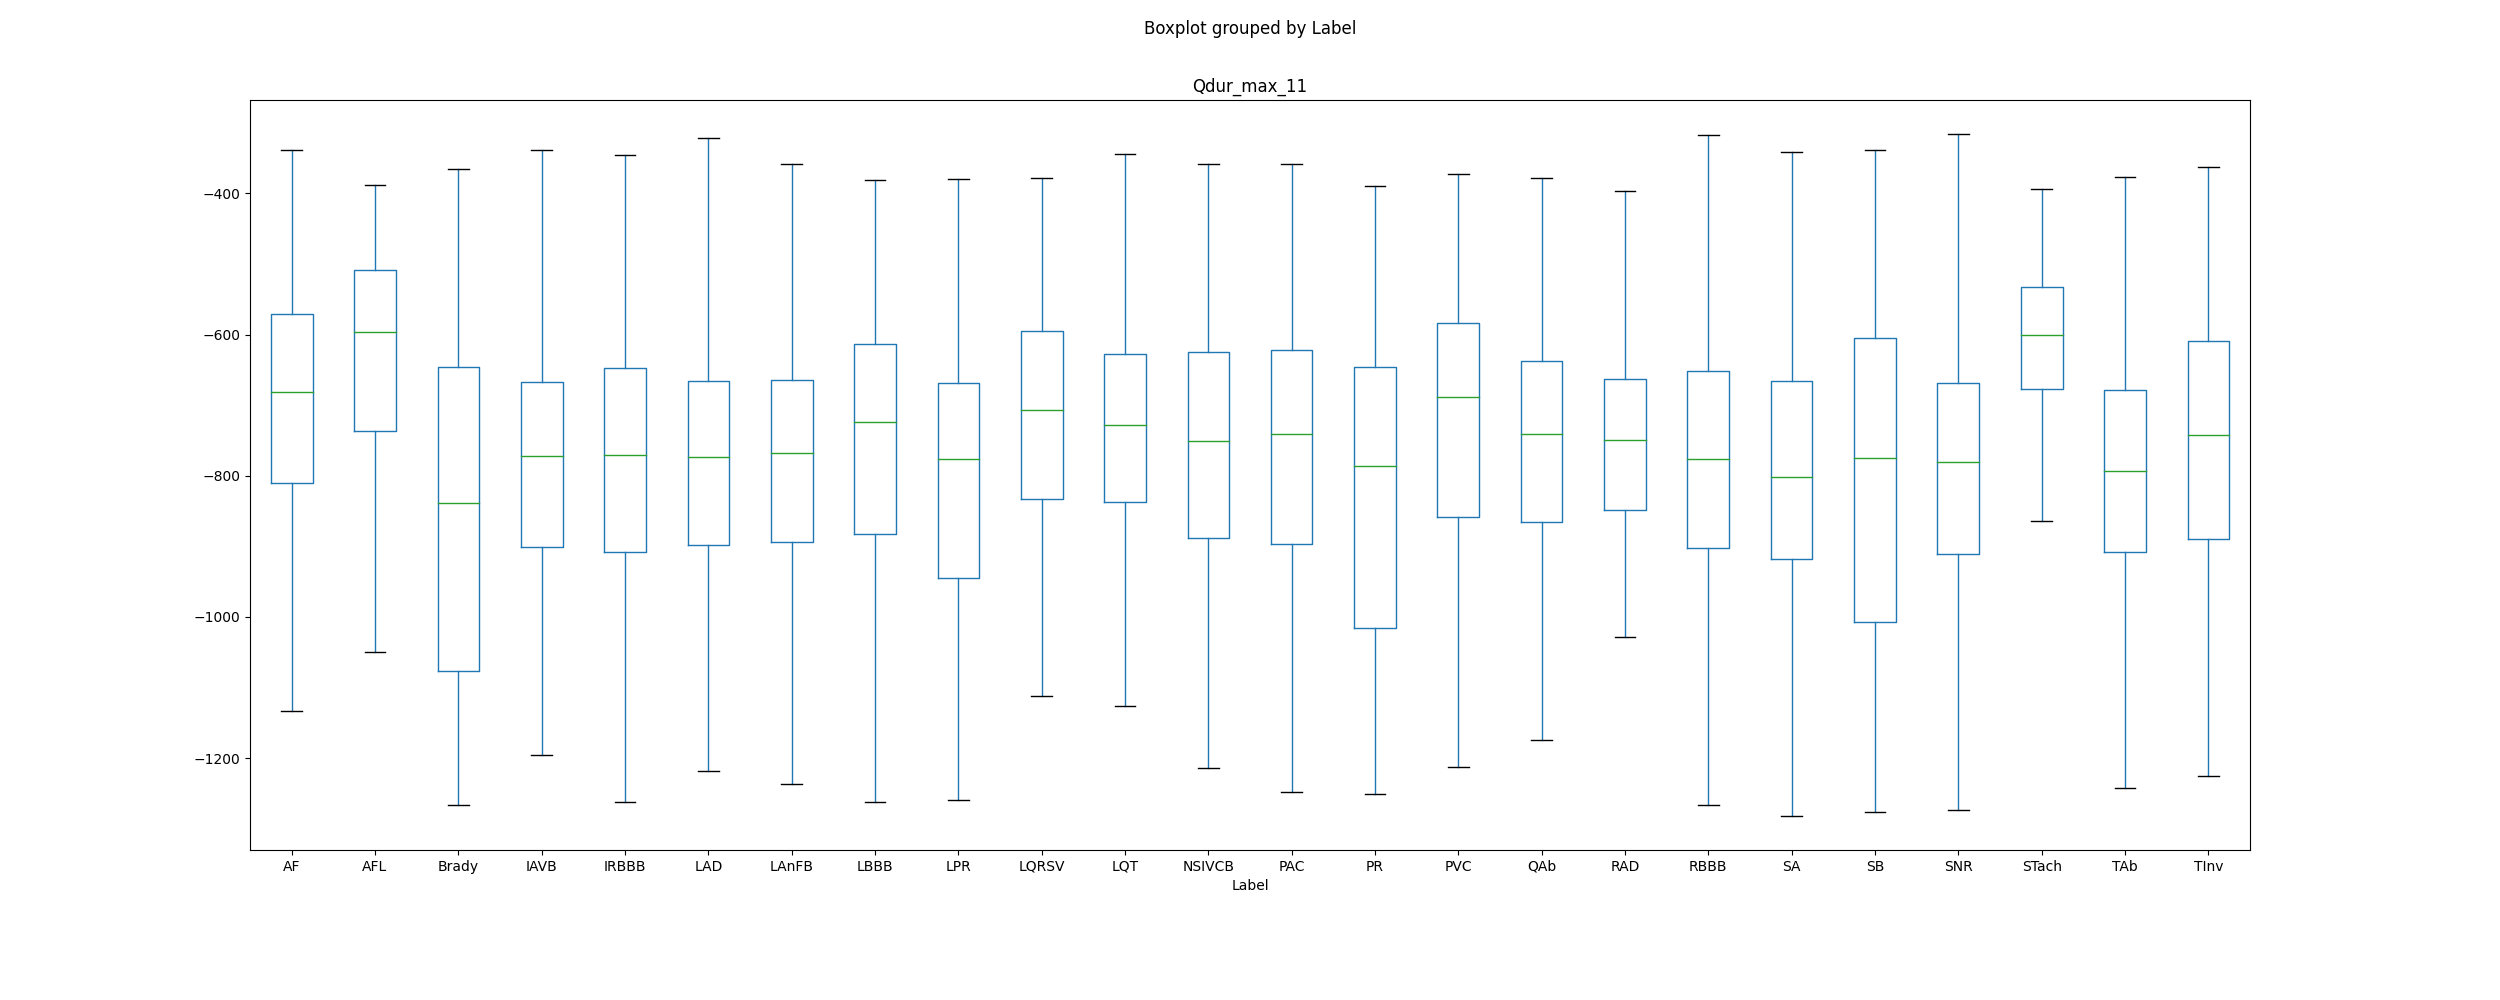 Boxplot grouped by Label
Qdur_max_11
−400
−600
−800
−1000
−1200
AF AFL Brady IAVB IRBBB LAD LAnFB LBBB LPR LQRSV LQT NSIVCB PAC PR PVC QAb RAD RBBB SA SB SNR STach TAb TInv
Label